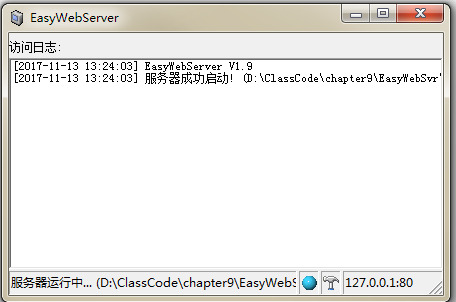 EasyWebServer
访问日志:
[2017-11-13 13:24:03] EasyWebServer V1.9
[2017-11-13 13:24:03] 服务器成功启动! (D:\ClassCode\chapter9\EasyWebSvr'
服务器运行中... (D:\ClassCode\chapter9\EasyWebS
127.0.0.1:80